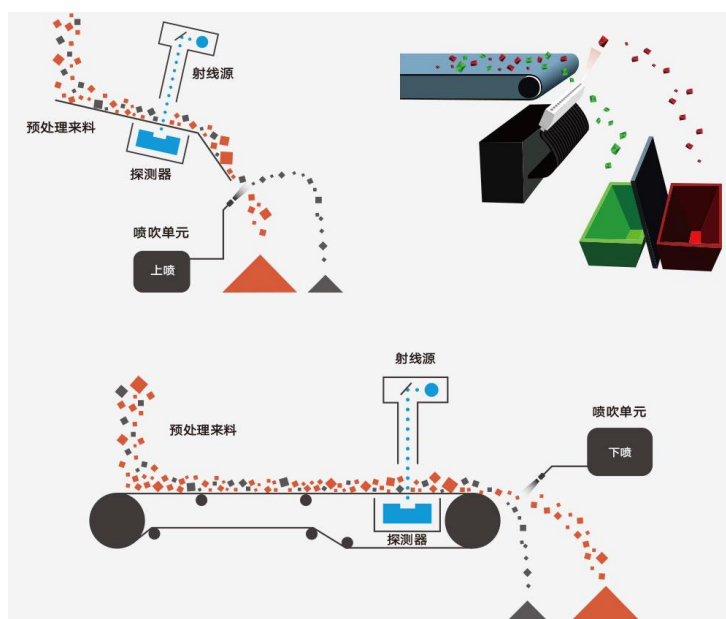 射线源
预处理来料
探测器
喷吹单元
上喷
射线源
喷吹单元
预处理来料
下喷
探测器